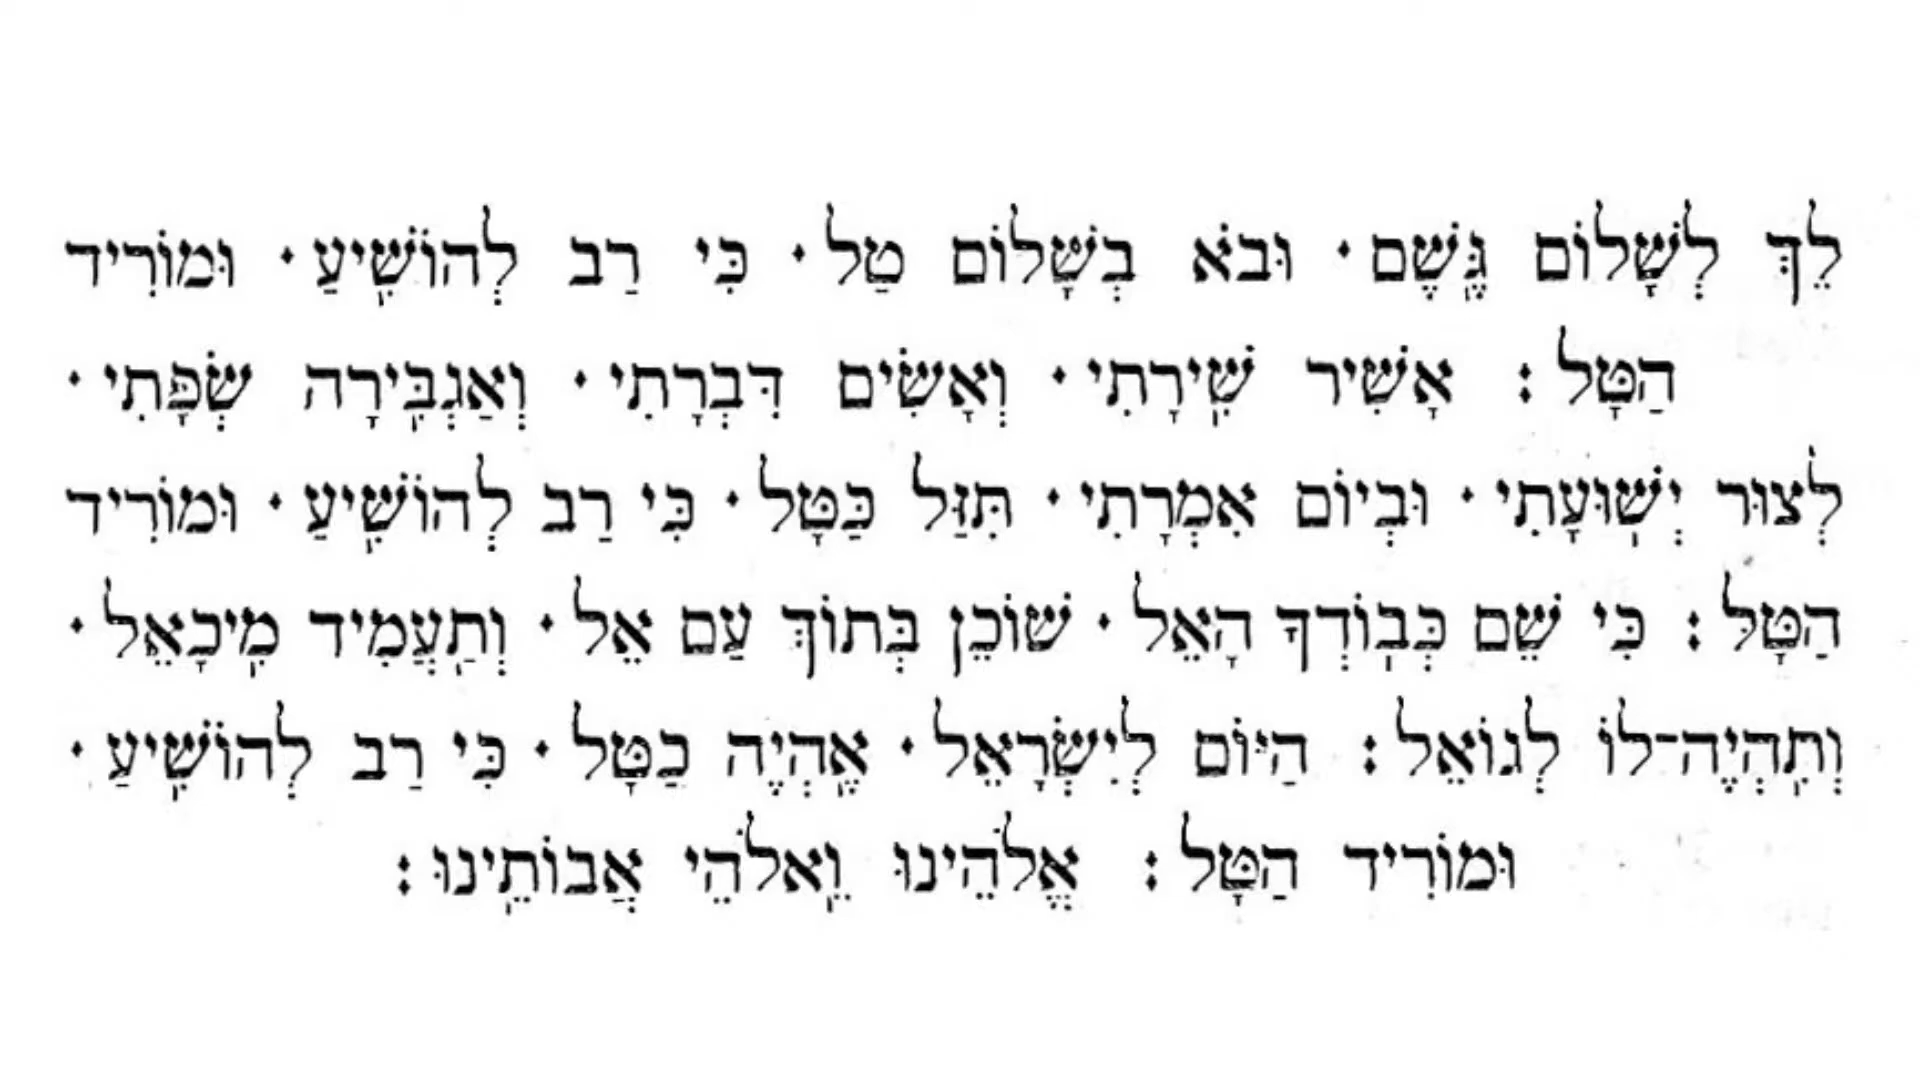 לֵךְ לְשָׁלוֹם גֶּֽשֶׁם · וּבֹא בְשָׁלוֹם טַל · כִּי רַב לְהוֹשִֽׁיעַ · וּמוֹרִיד
הַטָּל : אָשִׁיר שִֽׁירָתִי · וְאָשִׂים דִּבְרָתִי · וְאַגְבִּֽירָה שְׂפָּתִי ·
לְצוּר יְשֽׁוּעָתִי · וּבְיוֹם אִמְרָתִי · תִּזַּל כַּטָּל · כִּי רַב לְהוֹשִֽׁיעַ · וּמוֹרִיד
הַטָּל : כִּי שֵׁם כְּבֽוֹדְךָ הָאֵל · שׁוֹכֵן בְּתוֹךְ עַם אֵל · וְתַֽעֲמִיד מִֽיכָאֵל ·
וְתִֽהְיֶה־לוֹ לְגוֹאֵל : הַיּוֹם לְיִשְׂרָאֵל · אֶֽהְיֶה כַטָּל · כִּי רַב לְהוֹשִֽׁיעַ ·
וּמוֹרִיד הַטָּל : אֱלֹהֵֽינוּ וֵֽאלֹהֵי אֲבוֹתֵֽינוּ :